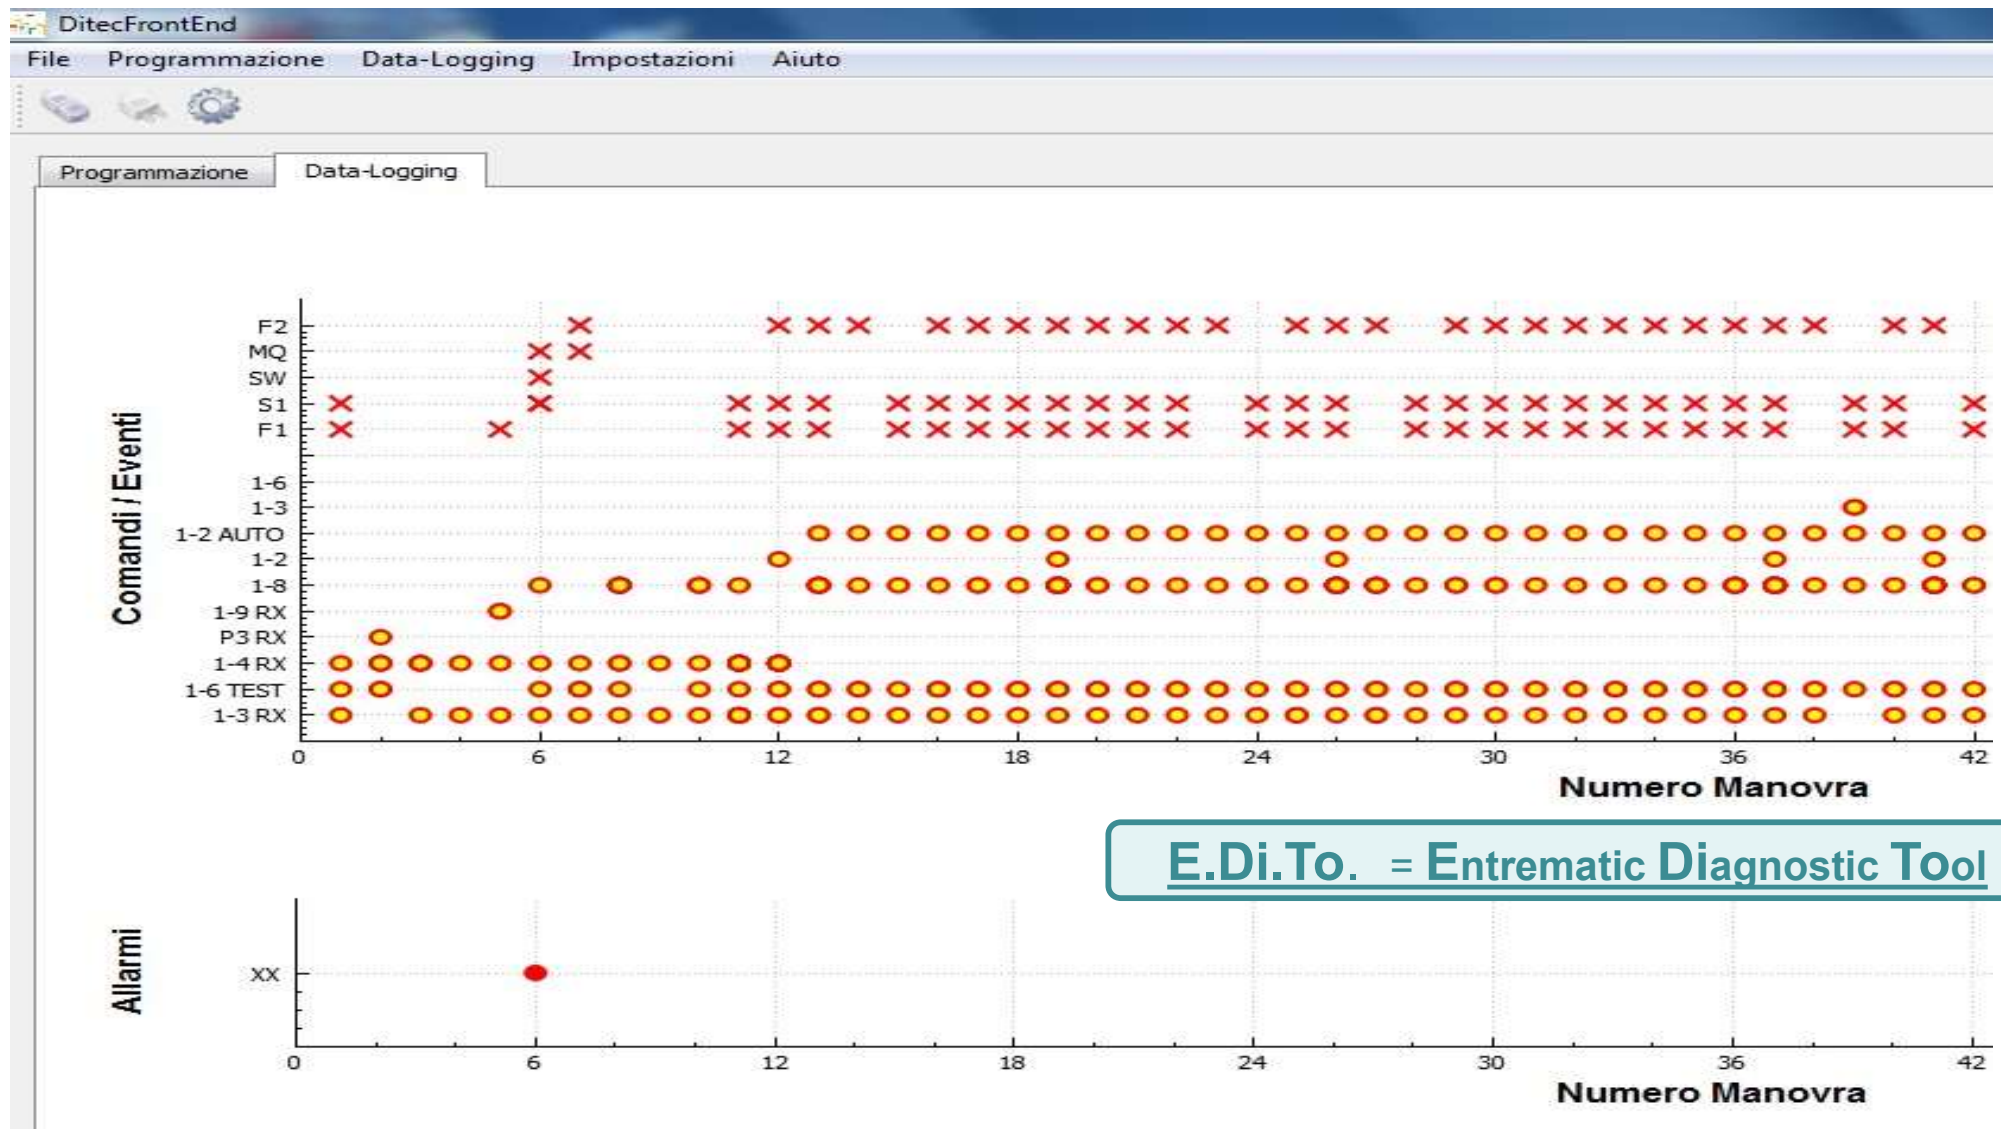 DitecFrontEnd
File Programmazione Data-Logging Impostazioni Aiuto
Programmazione Data-Logging
Comandi / Eventi
F2
MQ
SW
S1
F1
1-6
1-3
1-2 AUTO
1-2
1-8
1-9 RX
P3 RX
1-4 RX
1-6 TEST
1-3 RX
0 6 12 18 24 30 36 42
Numero Manovra
E.Di.To. = Entrematic Diagnostic Tool
Allarmi
XX
0 6 12 18 24 30 36 42
Numero Manovra